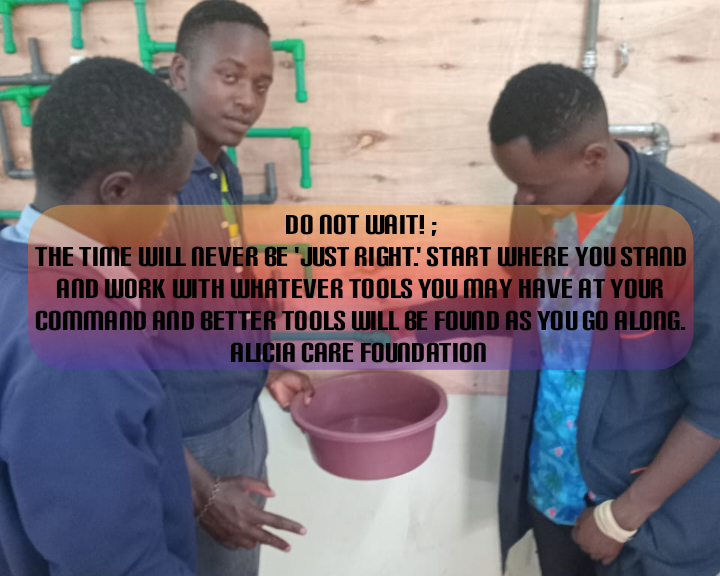 DO NOT WAIT! ;
THE TIME WILL NEVER BE 'JUST RIGHT.' START WHERE YOU STAND
AND WORK WITH WHATEVER TOOLS YOU MAY HAVE AT YOUR
COMMAND AND BETTER TOOLS WILL BE FOUND AS YOU GO ALONG.
ALICIA CARE FOUNDATION